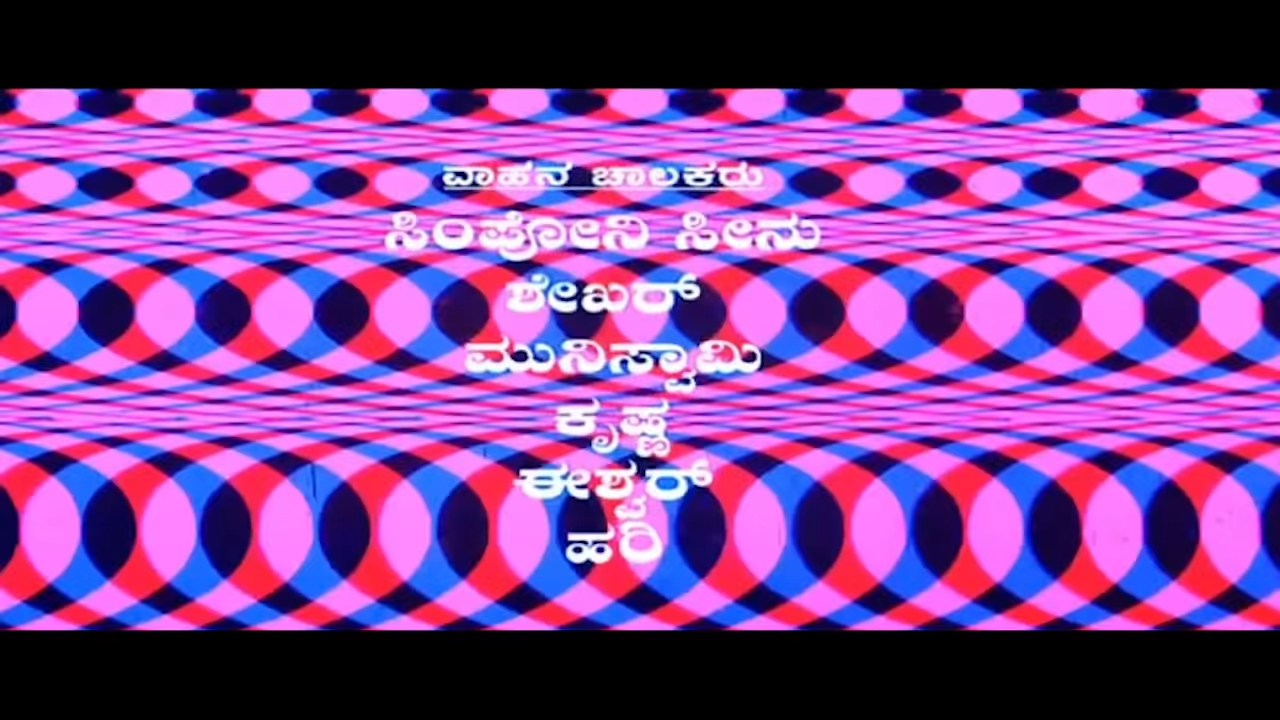 ವಾಹನ ಚಾಲಕರು
ಸಿಂಪೋನಿ ಸೀನು
ಶೇಖರ್
ಮುನಿಸ್ವಾಮಿ
ಕೃಷ್ಣ
ಈಶ್ವರ್
ಹರಿ